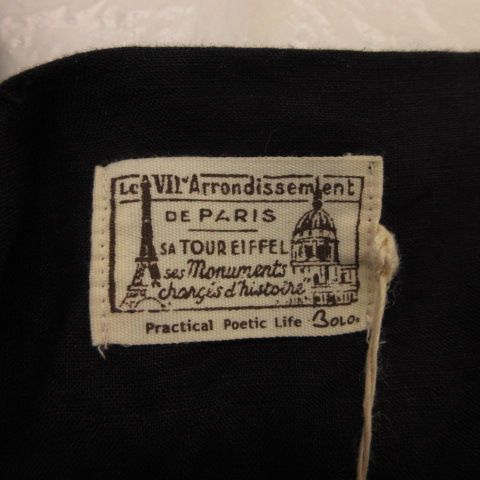 Le VIIe Arrondissement
DE PARIS
SA TOUR EIFFEL
ses Monuments
chargés d'histoire"
Practical Poetic Life BOLO.